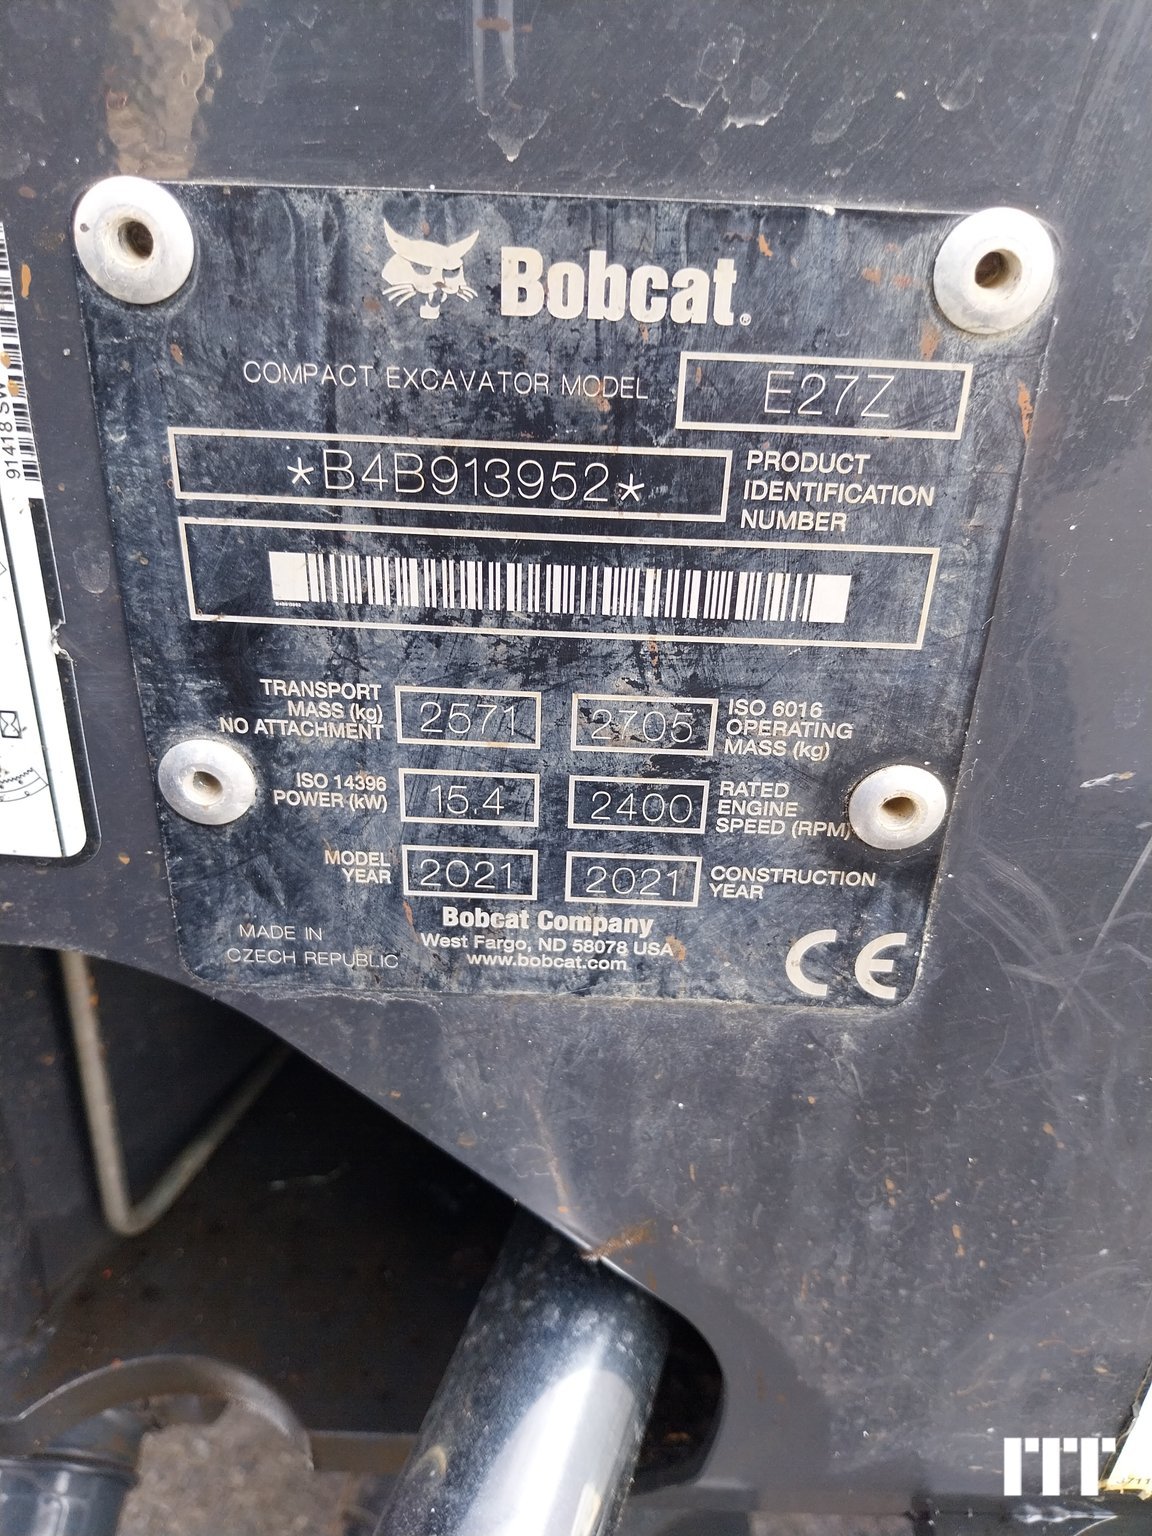 Bobcat®
COMPACT EXCAVATOR MODEL E27Z
*B4B913952* PRODUCT IDENTIFICATION NUMBER
TRANSPORT MASS (kg) NO ATTACHMENT 2571
2705 ISO 6016 OPERATING MASS (kg)
ISO 14396 POWER (kW) 15.4
2400 RATED ENGINE SPEED (RPM)
MODEL YEAR 2021
2021 CONSTRUCTION YEAR
Bobcat Company
West Fargo, ND 58078 USA
www.bobcat.com
MADE IN
CZECH REPUBLIC
CE
91418